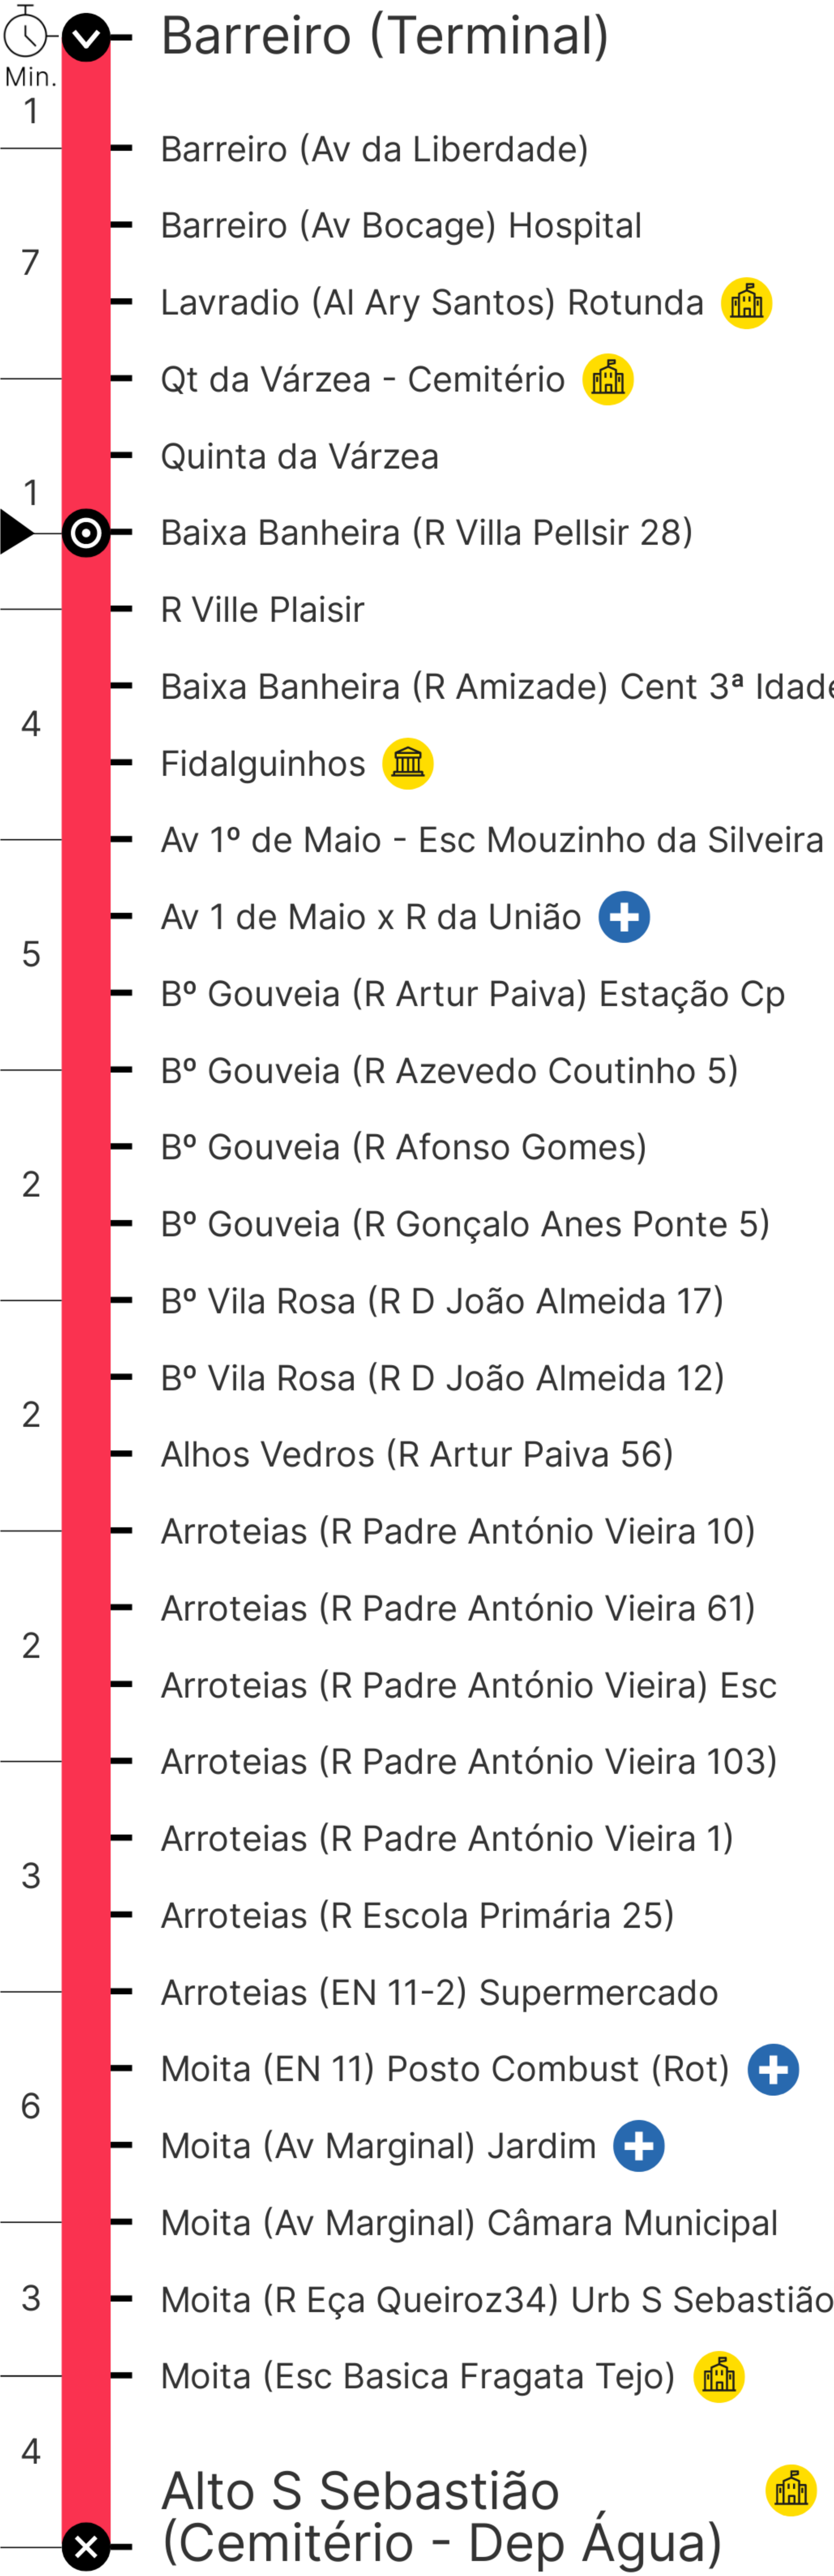 Barreiro (Terminal)
Min.
1
Barreiro (Av da Liberdade)
Barreiro (Av Bocage) Hospital
7
Lavradio (Al Ary Santos) Rotunda
Qt da Várzea - Cemitério
Quinta da Várzea
1
Baixa Banheira (R Villa Pellsir 28)
R Ville Plaisir
Baixa Banheira (R Amizade) Cent 3ª Idade
4
Fidalguinhos
Av 1º de Maio - Esc Mouzinho da Silveira
Av 1 de Maio x R da União
5
Bº Gouveia (R Artur Paiva) Estação Cp
Bº Gouveia (R Azevedo Coutinho 5)
Bº Gouveia (R Afonso Gomes)
2
Bº Gouveia (R Gonçalo Anes Ponte 5)
Bº Vila Rosa (R D João Almeida 17)
Bº Vila Rosa (R D João Almeida 12)
2
Alhos Vedros (R Artur Paiva 56)
Arroteias (R Padre António Vieira 10)
Arroteias (R Padre António Vieira 61)
2
Arroteias (R Padre António Vieira) Esc
Arroteias (R Padre António Vieira 103)
Arroteias (R Padre António Vieira 1)
3
Arroteias (R Escola Primária 25)
Arroteias (EN 11-2) Supermercado
Moita (EN 11) Posto Combust (Rot)
6
Moita (Av Marginal) Jardim
Moita (Av Marginal) Câmara Municipal
3
Moita (R Eça Queiroz34) Urb S Sebastião
Moita (Esc Basica Fragata Tejo)
4
Alto S Sebastião
(Cemitério - Dep Água)